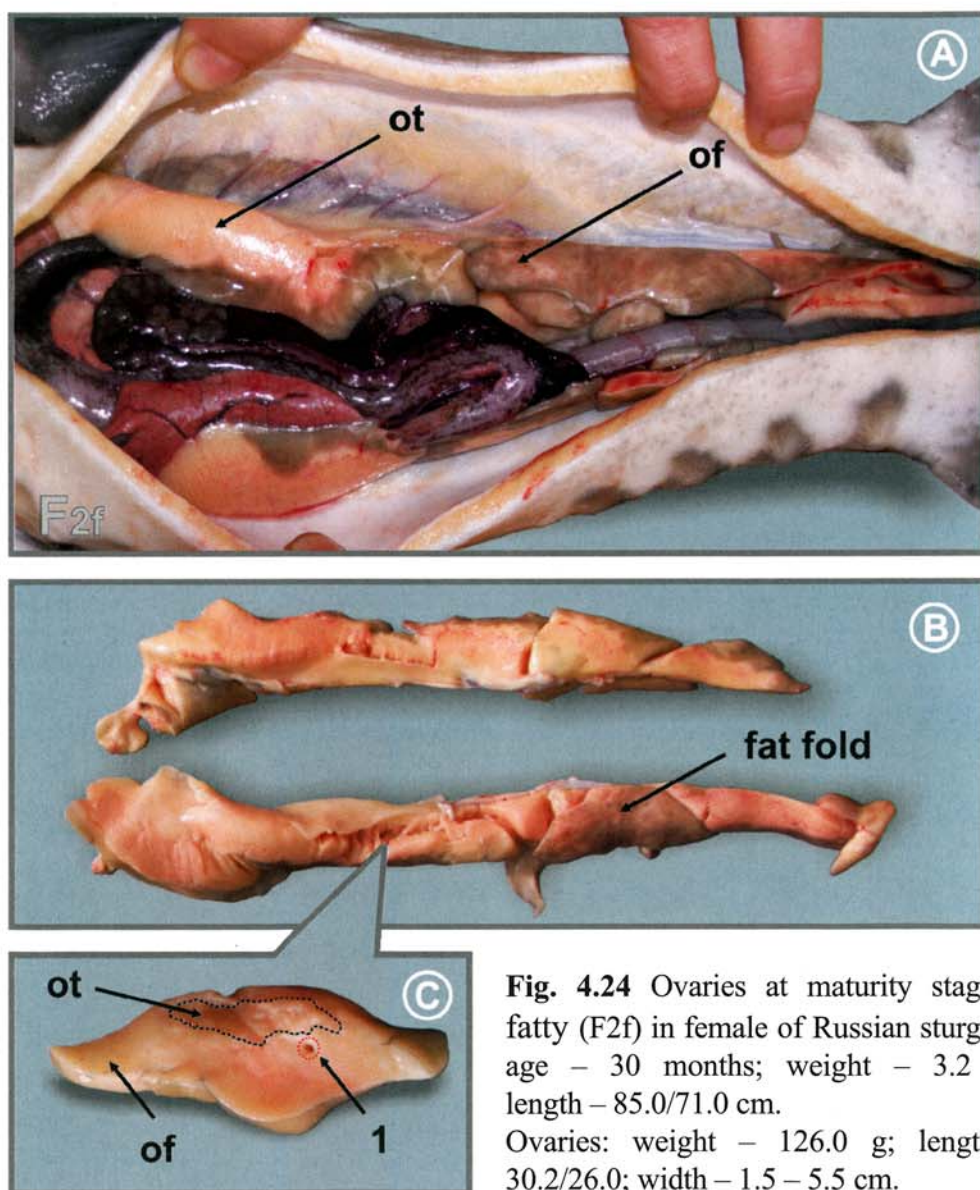 A
ot
of
F2f
B
fat fold
C
ot
of
1
Fig. 4.24 Ovaries at maturity stag
fatty (F2f) in female of Russian sturg
age – 30 months; weight – 3.2
length – 85.0/71.0 cm.
Ovaries: weight – 126.0 g; lengt
30.2/26.0; width – 1.5 – 5.5 cm.